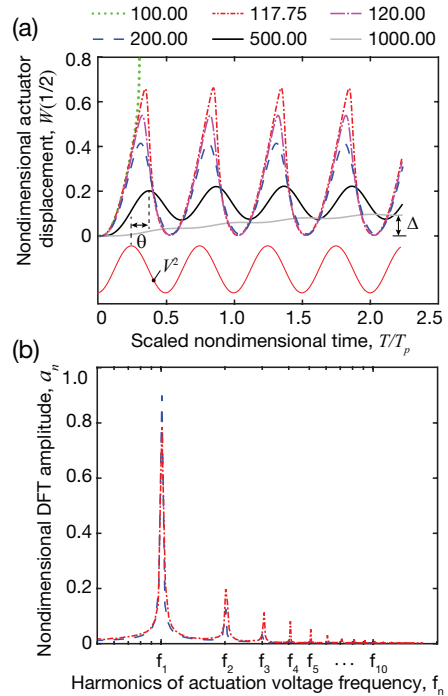 100.00 117.75 120.00
200.00 500.00 1000.00
(a)
Nondimensional actuator
displacement, W(1/2)
0.8
0.6
0.4
0.2
0
θ
Δ
V²
0.0 0.5 1.0 1.5 2.0 2.5
Scaled nondimensional time, T/Tₚ
(b)
Nondimensional DFT amplitude, aₙ
1.0
0.8
0.6
0.4
0.2
0
f₁ f₂ f₃ f₄ f₅ ··· f₁₀
Harmonics of actuation voltage frequency, fₙ